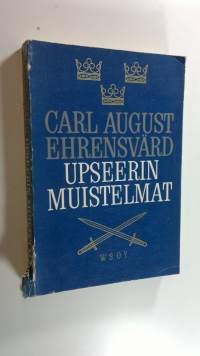 CARL AUGUST
EHRENSVÄRD
UPSEERIN
MUISTELMAT
WSOY